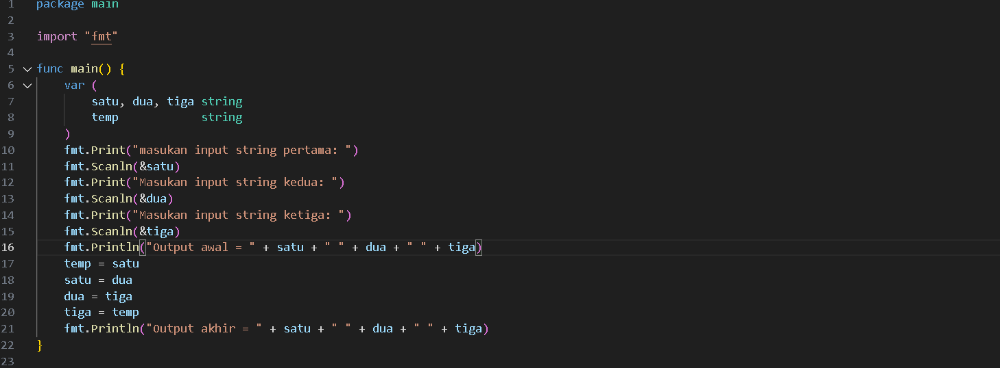 1 package main
2
3 import "fmt"
4
5 func main() {
6 var (
7 satu, dua, tiga string
8 temp string
9 )
10 fmt.Print("masukan input string pertama: ")
11 fmt.Scanln(&satu)
12 fmt.Print("Masukan input string kedua: ")
13 fmt.Scanln(&dua)
14 fmt.Print("Masukan input string ketiga: ")
15 fmt.Scanln(&tiga)
16 fmt.Println("Output awal = " + satu + " " + dua + " " + tiga)
17 temp = satu
18 satu = dua
19 dua = tiga
20 tiga = temp
21 fmt.Println("Output akhir = " + satu + " " + dua + " " + tiga)
22 }
23